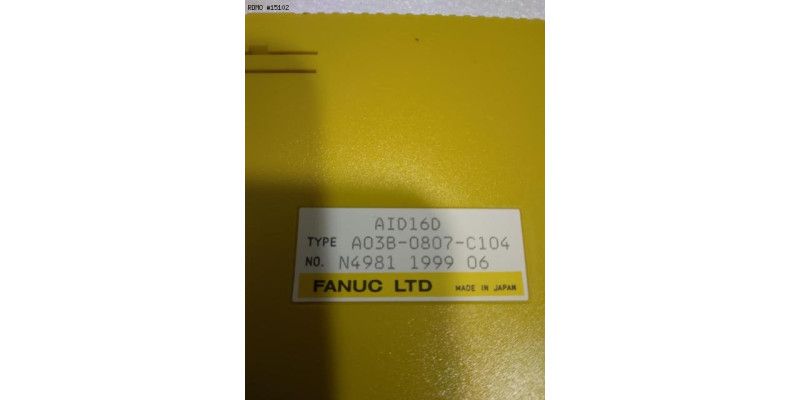 RDMO #15102
AID16D
TYPE A03B-0807-C104
NO. N4981 1999 06
FANUC LTD MADE IN JAPAN